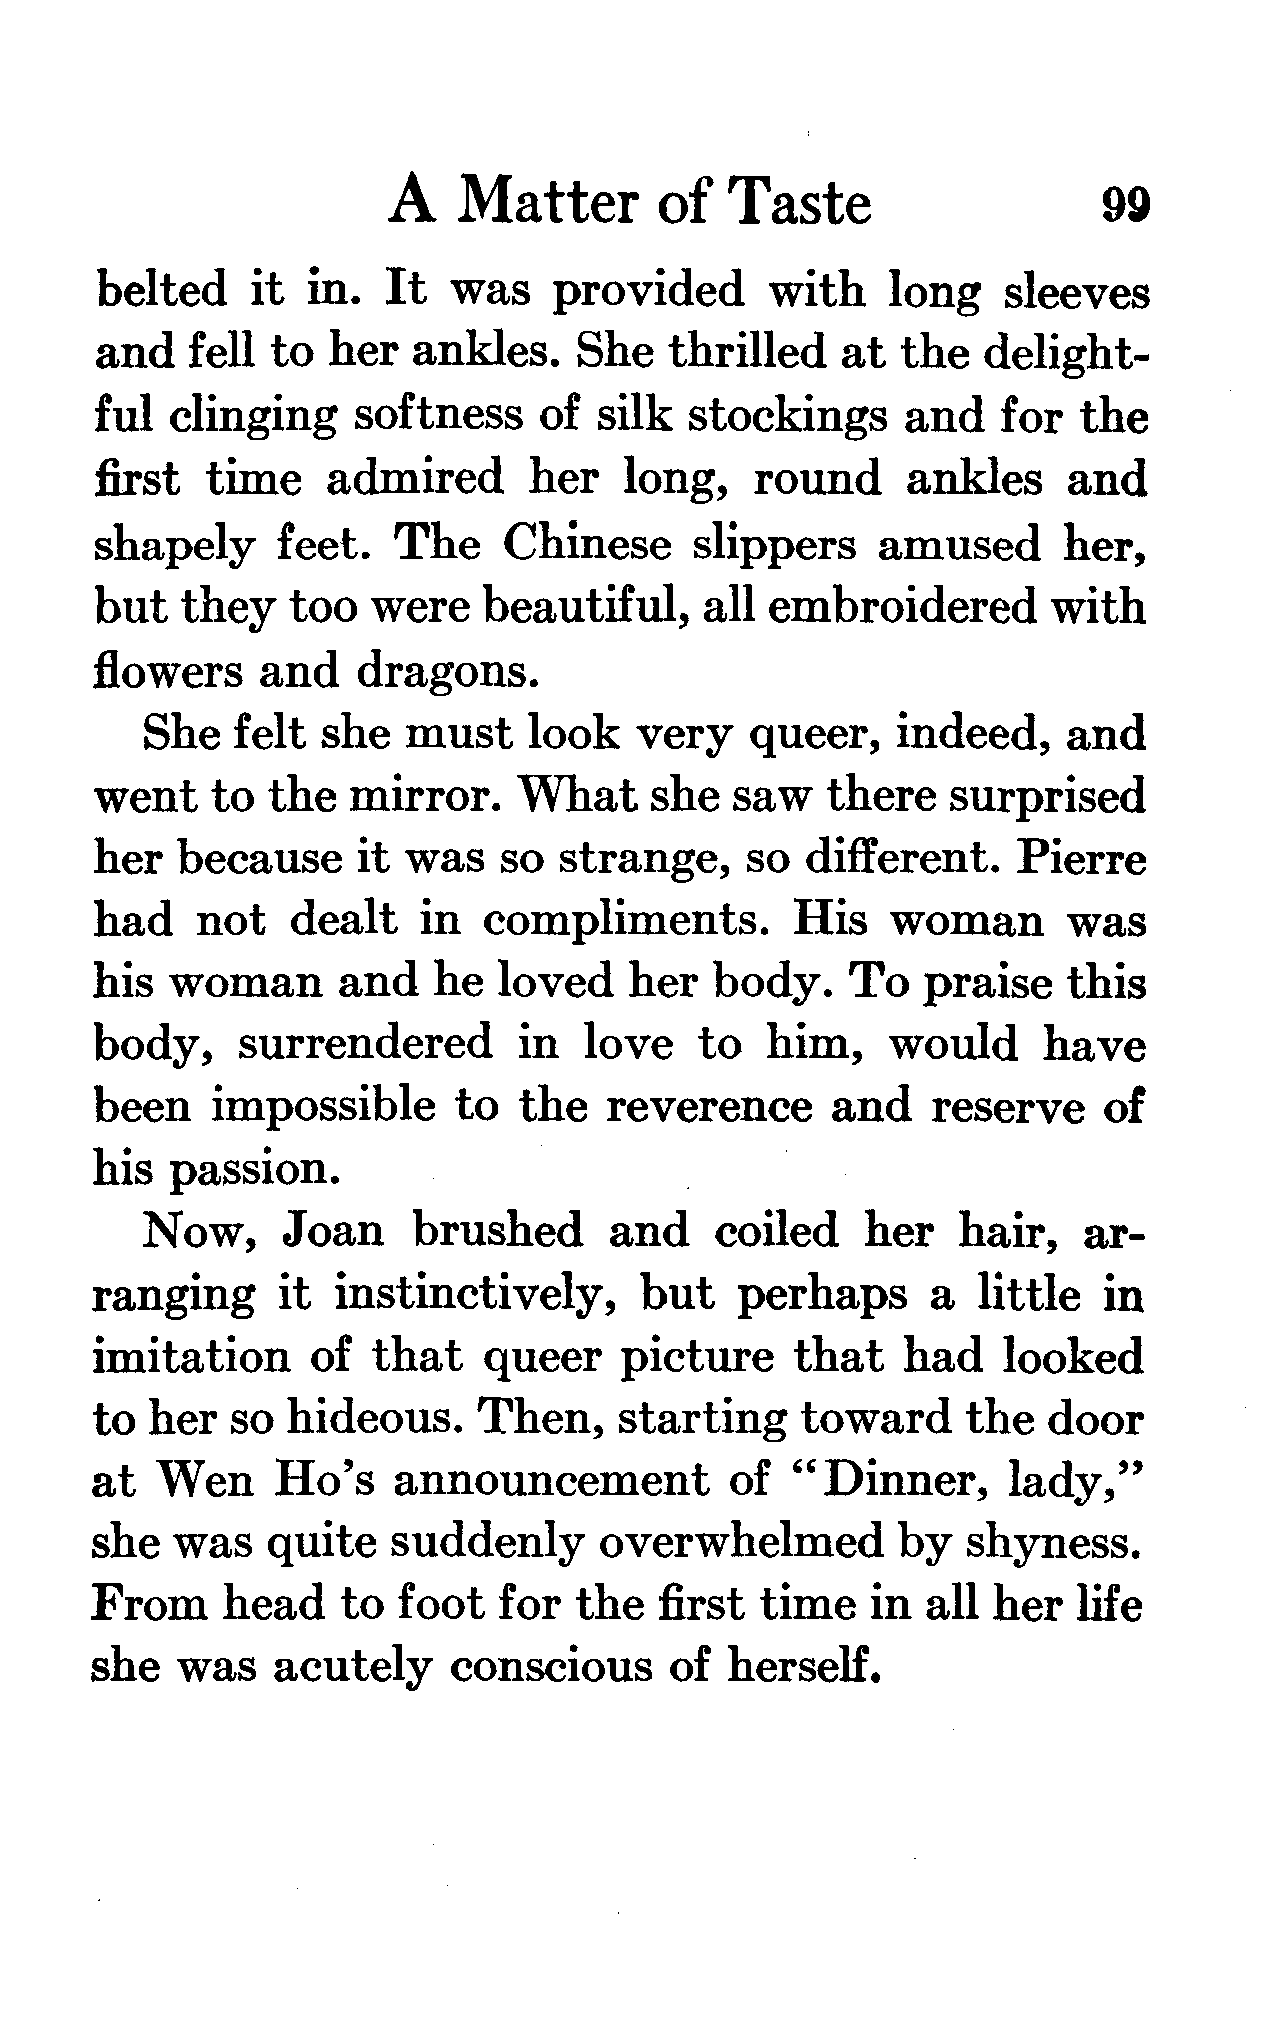 A Matter of Taste 99
belted it in. It was provided with long sleeves
and fell to her ankles. She thrilled at the delight-
ful clinging softness of silk stockings and for the
first time admired her long, round ankles and
shapely feet. The Chinese slippers amused her,
but they too were beautiful, all embroidered with
flowers and dragons.
She felt she must look very queer, indeed, and
went to the mirror. What she saw there surprised
her because it was so strange, so different. Pierre
had not dealt in compliments. His woman was
his woman and he loved her body. To praise this
body, surrendered in love to him, would have
been impossible to the reverence and reserve of
his passion.
Now, Joan brushed and coiled her hair, ar-
ranging it instinctively, but perhaps a little in
imitation of that queer picture that had looked
to her so hideous. Then, starting toward the door
at Wen Ho's announcement of "Dinner, lady,"
she was quite suddenly overwhelmed by shyness.
From head to foot for the first time in all her life
she was acutely conscious of herself.